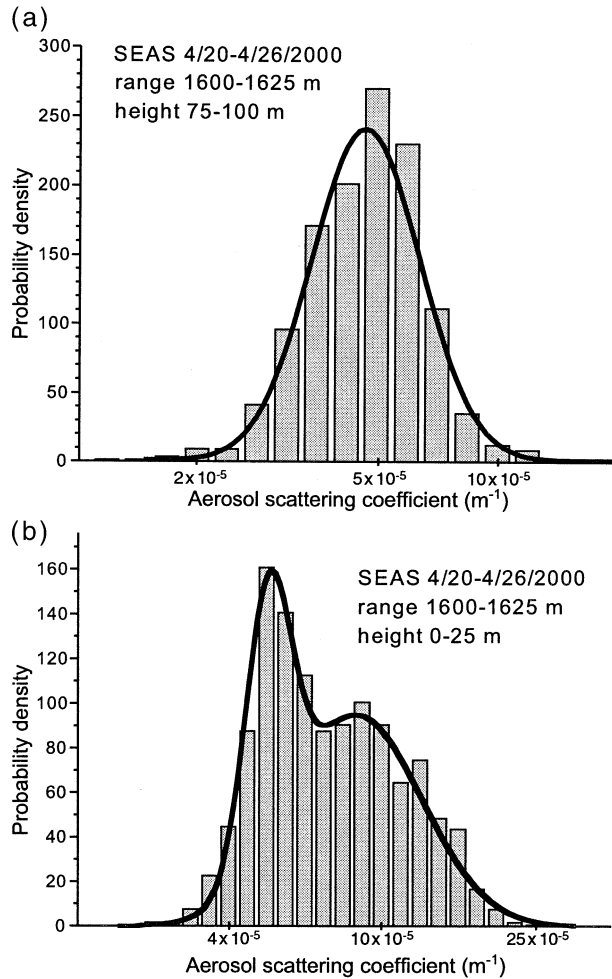 (a)
SEAS 4/20-4/26/2000
range 1600-1625 m
height 75-100 m
Probability density
300
250
200
150
100
50
0
2x10⁻⁵ 5x10⁻⁵ 10x10⁻⁵
Aerosol scattering coefficient (m⁻¹)
(b)
SEAS 4/20-4/26/2000
range 1600-1625 m
height 0-25 m
Probability density
160
140
120
100
80
60
40
20
0
4x10⁻⁵ 10x10⁻⁵ 25x10⁻⁵
Aerosol scattering coefficient (m⁻¹)